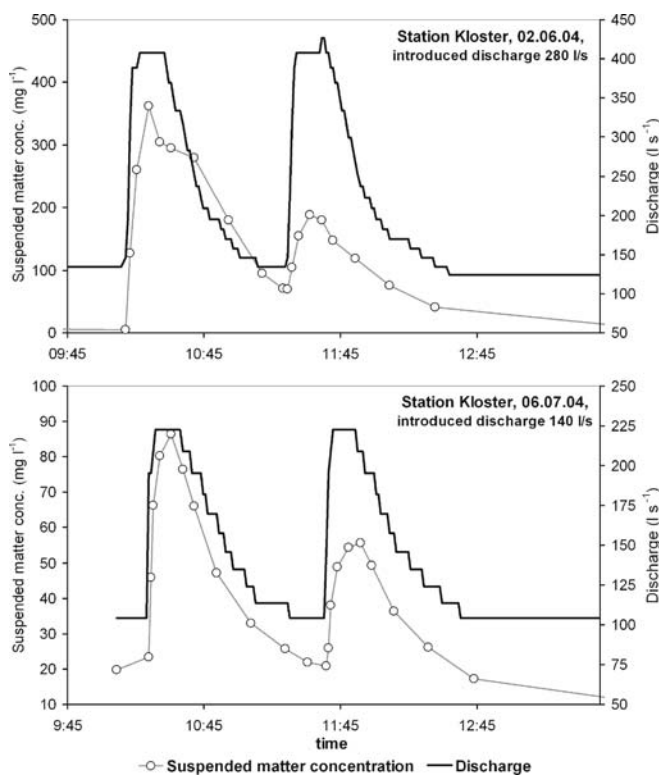 Station Kloster, 02.06.04,
introduced discharge 280 l/s
Suspended matter conc. (mg l⁻¹)
500
400
300
200
100
0
Discharge (l s⁻¹)
450
400
350
300
250
200
150
100
50
09:45 10:45 11:45 12:45
Station Kloster, 06.07.04,
introduced discharge 140 l/s
Suspended matter conc. (mg l⁻¹)
100
90
80
70
60
50
40
30
20
10
Discharge (l s⁻¹)
250
225
200
175
150
125
100
75
50
9:45 10:45 11:45 12:45
time
Suspended matter concentration Discharge